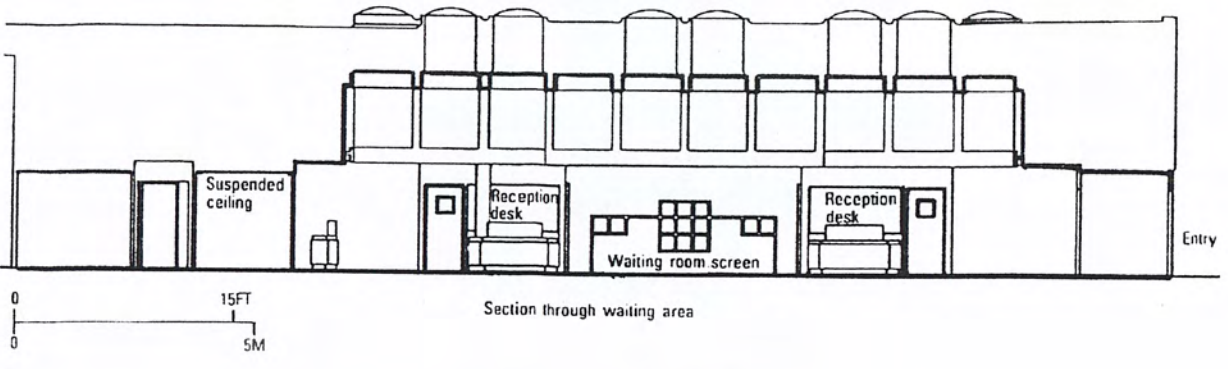 Suspended
ceiling
Reception
desk
Waiting room screen
Reception
desk
Entry
0
15FT
0
5M
Section through waiting area